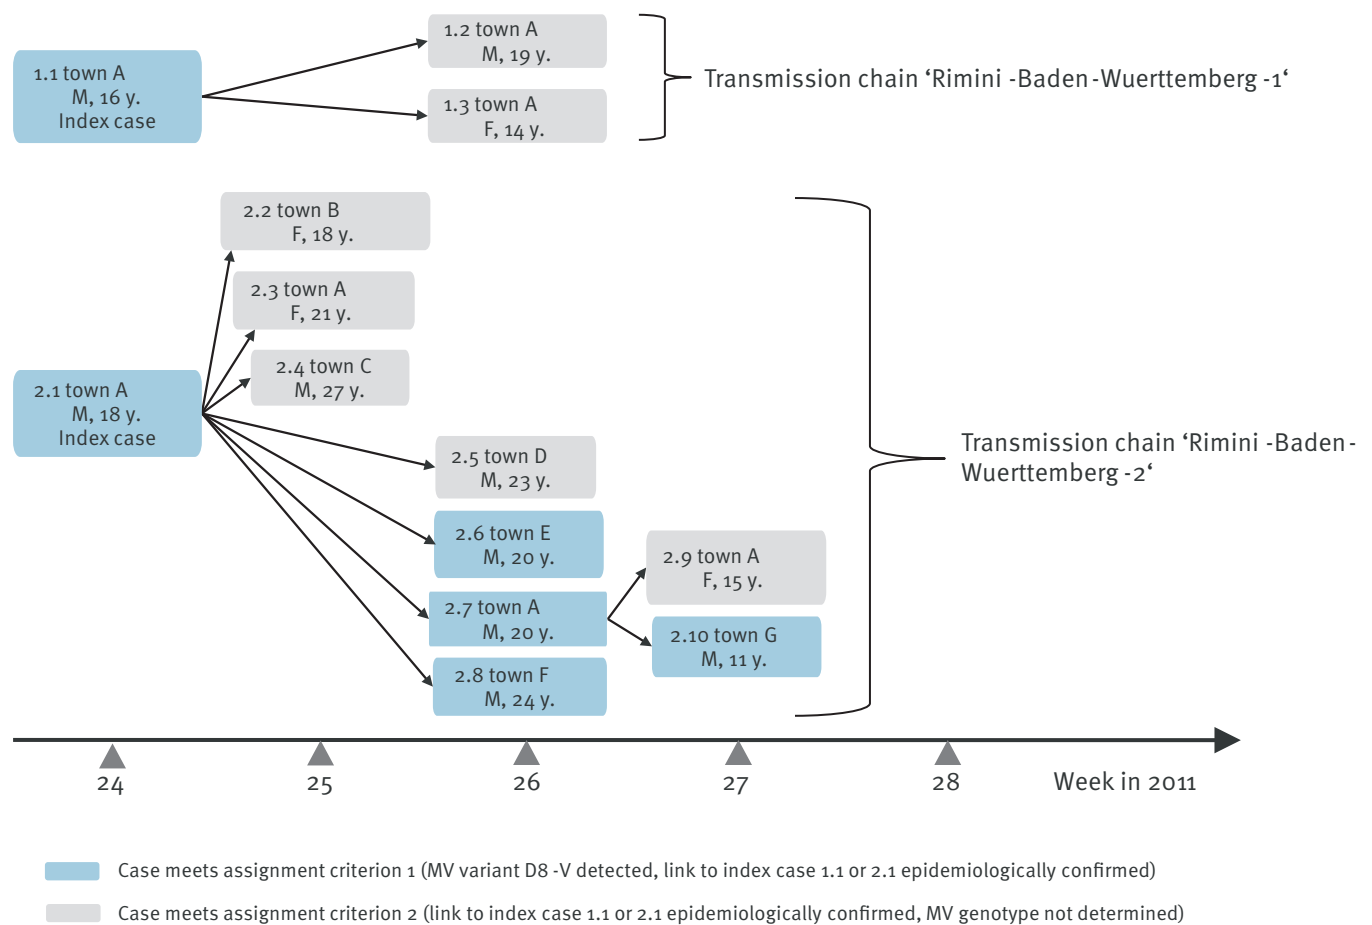 1.1 town A
M, 16 y.
Index case
1.2 town A
M, 19 y.
1.3 town A
F, 14 y.
Transmission chain ‘Rimini -Baden-Wuerttemberg -1‘
2.1 town A
M, 18 y.
Index case
2.2 town B
F, 18 y.
2.3 town A
F, 21 y.
2.4 town C
M, 27 y.
2.5 town D
M, 23 y.
2.6 town E
M, 20 y.
2.7 town A
M, 20 y.
2.8 town F
M, 24 y.
2.9 town A
F, 15 y.
2.10 town G
M, 11 y.
Transmission chain ‘Rimini -Baden-
Wuerttemberg -2‘
24 25 26 27 28 Week in 2011
Case meets assignment criterion 1 (MV variant D8 -V detected, link to index case 1.1 or 2.1 epidemiologically confirmed)
Case meets assignment criterion 2 (link to index case 1.1 or 2.1 epidemiologically confirmed, MV genotype not determined)